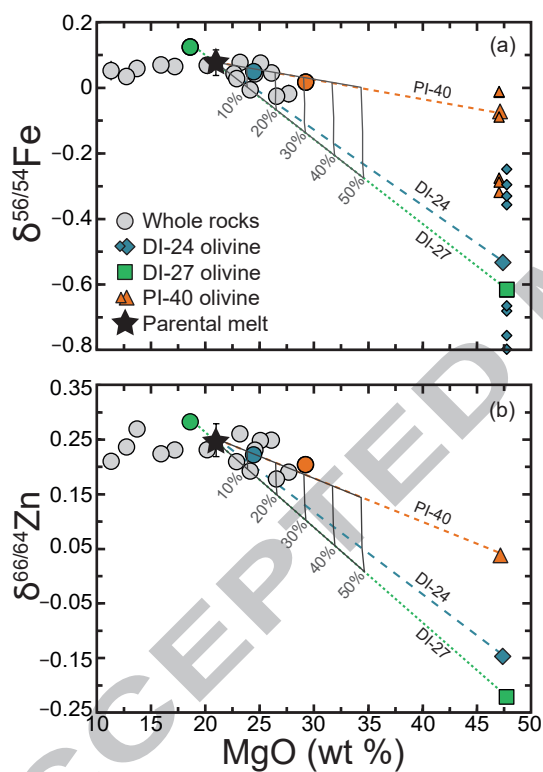 0.2
(a)
0
−0.2
−0.4
−0.6
−0.8
δ56/54Fe
PI-40
DI-24
DI-27
10%
20%
30%
40%
50%
Whole rocks
DI-24 olivine
DI-27 olivine
PI-40 olivine
Parental melt
0.35
(b)
0.25
0.15
0.05
−0.05
−0.15
−0.25
δ66/64Zn
PI-40
DI-24
DI-27
10%
20%
30%
40%
50%
10 15 20 25 30 35 40 45 50
MgO (wt %)
CCEPTED M